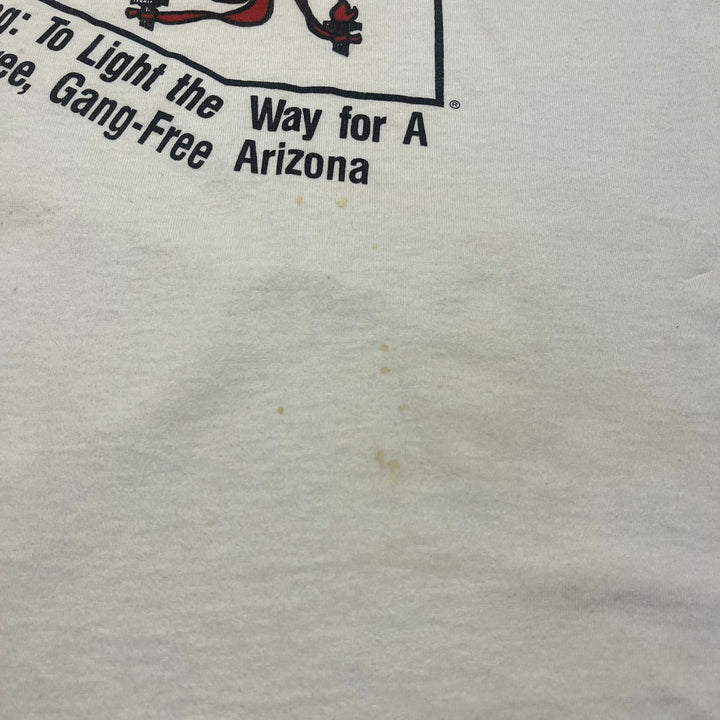 g: To Light the Way for A
ee, Gang-Free Arizona
®